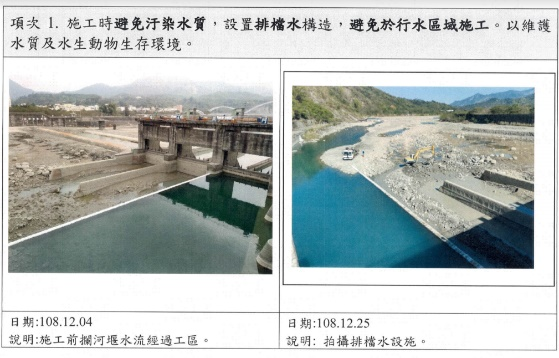 項次 1. 施工時避免汙染水質，設置排檔水構造，避免於行水區域施工。以維護
水質及水生動物生存環境。
日期:108.12.04
說明:施工前攔河堰水流經過工區。
日期:108.12.25
說明: 拍攝排檔水設施。